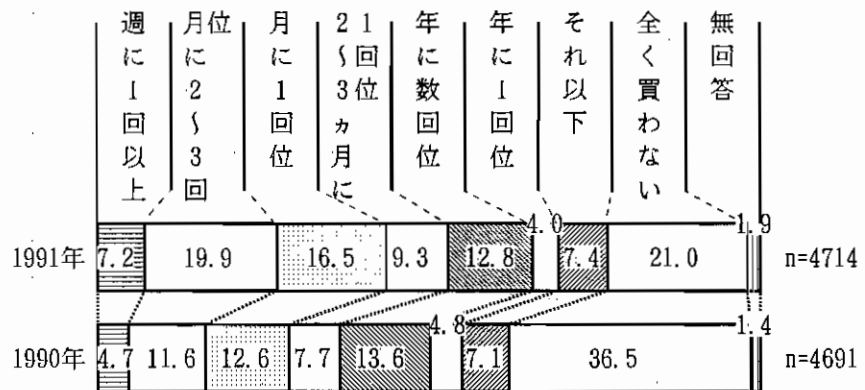 週に1回以上
月に2〜3回位
月に1回位
2〜3ヵ月に1回位
年に数回位
年に1回位
それ以下
全く買わない
無回答
1991年 7.2 19.9 16.5 9.3 12.8 4.0 7.4 21.0 1.9 n=4714
1990年 4.7 11.6 12.6 7.7 13.6 4.8 7.1 36.5 1.4 n=4691